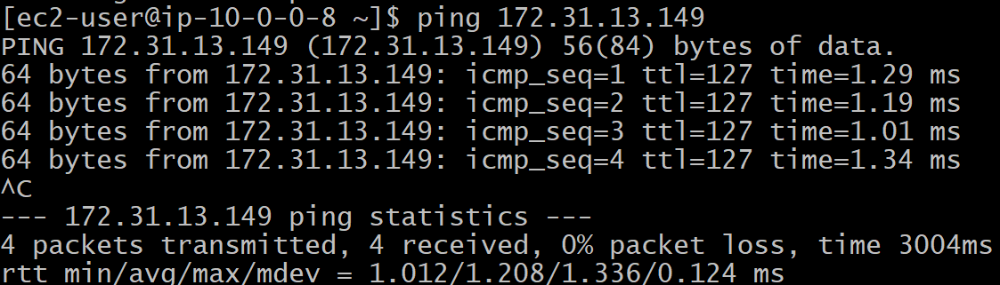 [ec2-user@ip-10-0-0-8 ~]$ ping 172.31.13.149
PING 172.31.13.149 (172.31.13.149) 56(84) bytes of data.
64 bytes from 172.31.13.149: icmp_seq=1 ttl=127 time=1.29 ms
64 bytes from 172.31.13.149: icmp_seq=2 ttl=127 time=1.19 ms
64 bytes from 172.31.13.149: icmp_seq=3 ttl=127 time=1.01 ms
64 bytes from 172.31.13.149: icmp_seq=4 ttl=127 time=1.34 ms
^C
--- 172.31.13.149 ping statistics ---
4 packets transmitted, 4 received, 0% packet loss, time 3004ms
rtt min/avg/max/mdev = 1.012/1.208/1.336/0.124 ms